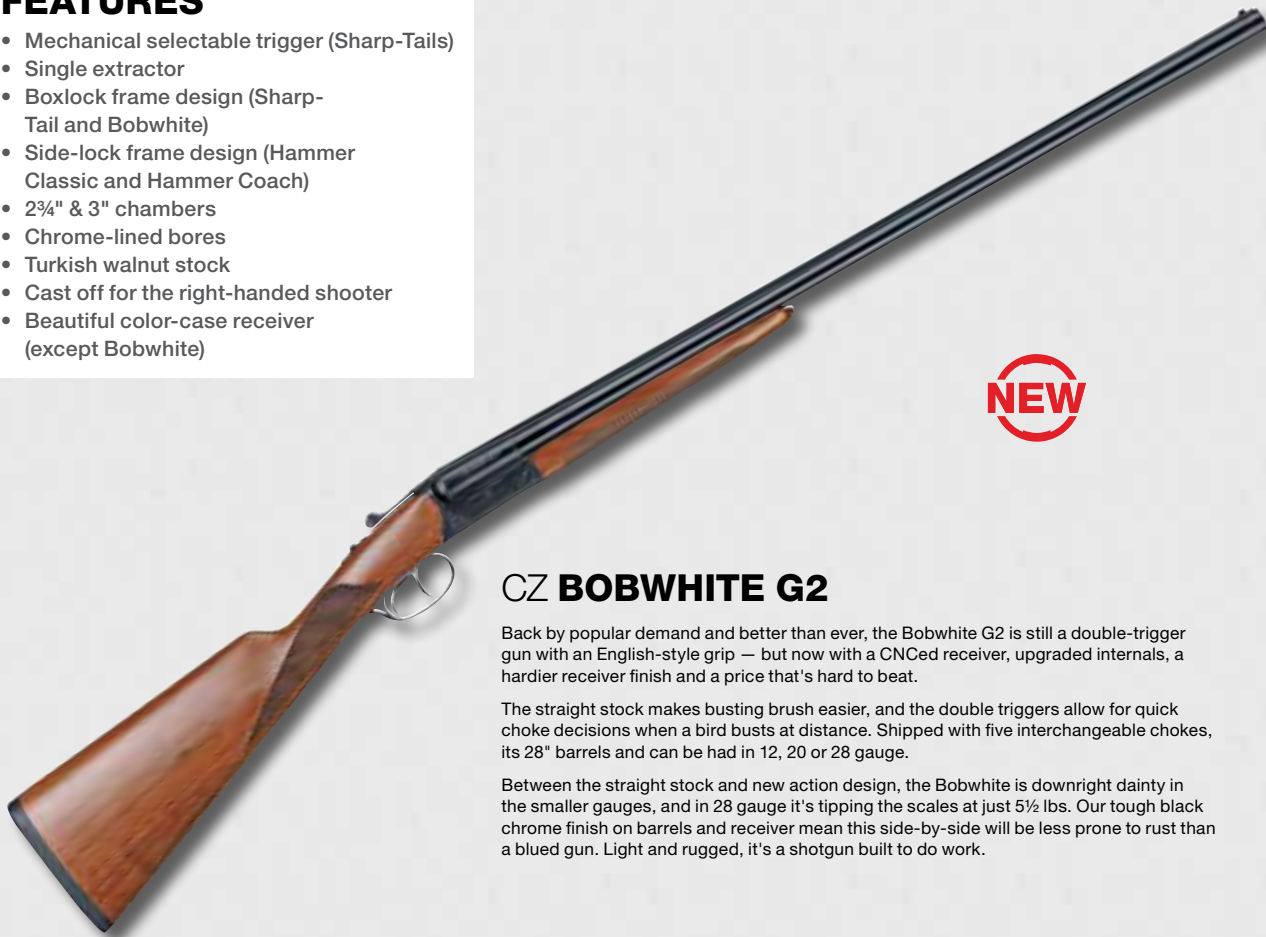 FEATURES
• Mechanical selectable trigger (Sharp-Tails)
• Single extractor
• Boxlock frame design (Sharp-
Tail and Bobwhite)
• Side-lock frame design (Hammer
Classic and Hammer Coach)
• 2¾" & 3" chambers
• Chrome-lined bores
• Turkish walnut stock
• Cast off for the right-handed shooter
• Beautiful color-case receiver
(except Bobwhite)
NEW
CZ BOBWHITE G2
Back by popular demand and better than ever, the Bobwhite G2 is still a double-trigger
gun with an English-style grip — but now with a CNCed receiver, upgraded internals, a
hardier receiver finish and a price that's hard to beat.
The straight stock makes busting brush easier, and the double triggers allow for quick
choke decisions when a bird busts at distance. Shipped with five interchangeable chokes,
its 28" barrels and can be had in 12, 20 or 28 gauge.
Between the straight stock and new action design, the Bobwhite is downright dainty in
the smaller gauges, and in 28 gauge it's tipping the scales at just 5½ lbs. Our tough black
chrome finish on barrels and receiver mean this side-by-side will be less prone to rust than
a blued gun. Light and rugged, it's a shotgun built to do work.